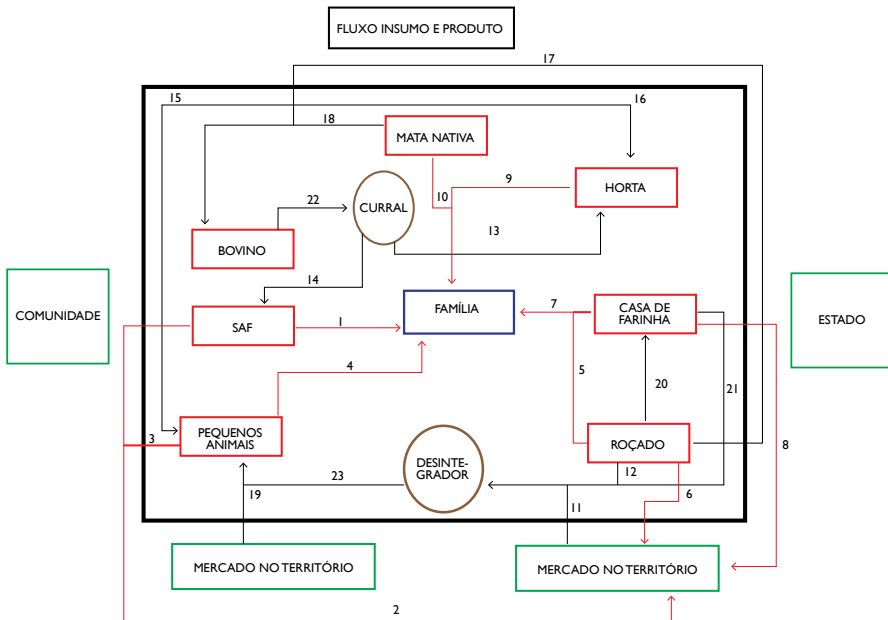 FLUXO INSUMO E PRODUTO
17
15
16
18
MATA NATIVA
9
10
HORTA
22
CURRAL
13
BOVINO
14
COMUNIDADE
SAF
1
FAMÍLIA
7
CASA DE
FARINHA
ESTADO
4
5
20
21
3
PEQUENOS
ANIMAIS
ROÇADO
8
DESINTE-
GRADOR
12
23
19
6
11
MERCADO NO TERRITÓRIO
MERCADO NO TERRITÓRIO
2